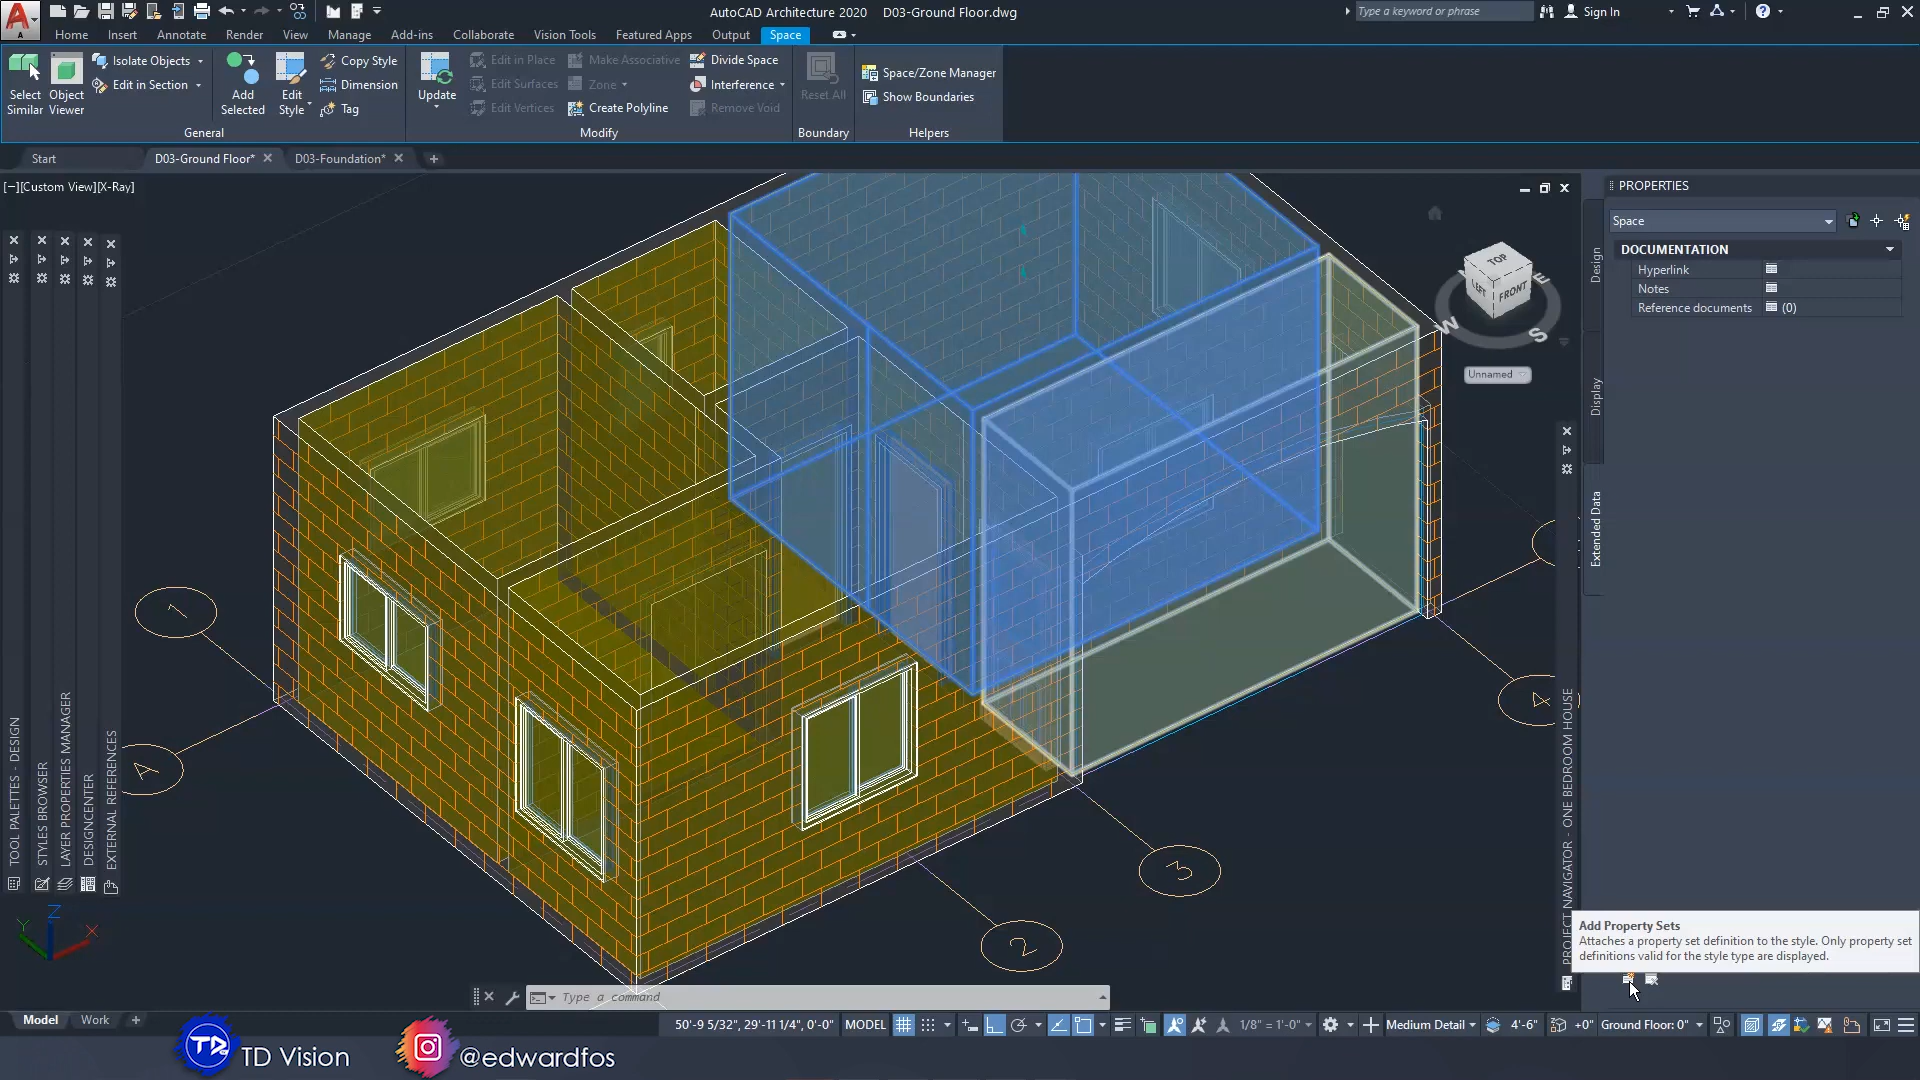 A
AutoCAD Architecture 2020 D03-Ground Floor.dwg
Type a keyword or phrase
Sign In
Home Insert Annotate Render View Manage Add-ins Collaborate Vision Tools Featured Apps Output Space
Select Similar
Object Viewer
Isolate Objects
Edit in Section
Add Selected
Edit Style
Copy Style
Dimension
Tag
General
Update
Edit in Place
Edit Surfaces
Edit Vertices
Make Associative
Zone
Create Polyline
Divide Space
Interference
Remove Void
Modify
Reset All
Boundary
Space/Zone Manager
Show Boundaries
Helpers
Start
D03-Ground Floor*
D03-Foundation*
[−][Custom View][X-Ray]
TOP
LEFT
FRONT
W
S
E
Unnamed
PROPERTIES
Space
DOCUMENTATION
Hyperlink
Notes
Reference documents (0)
Design
Display
Extended Data
TOOL PALETTES - DESIGN
STYLES BROWSER
LAYER PROPERTIES MANAGER
DESIGNCENTER
EXTERNAL REFERENCES
PROJECT NAVIGATOR - ONE BEDROOM HOUSE
1
A
2
3
4
Z
Y
X
Add Property Sets
Attaches a property set definition to the style. Only property set
definitions valid for the style type are displayed.
Type a command
Model Work
50'-9 5/32", 29'-11 1/4", 0'-0" MODEL 1/8" = 1'-0" Medium Detail 4'-6" +0" Ground Floor: 0"
TD
TD Vision
@edwardfos